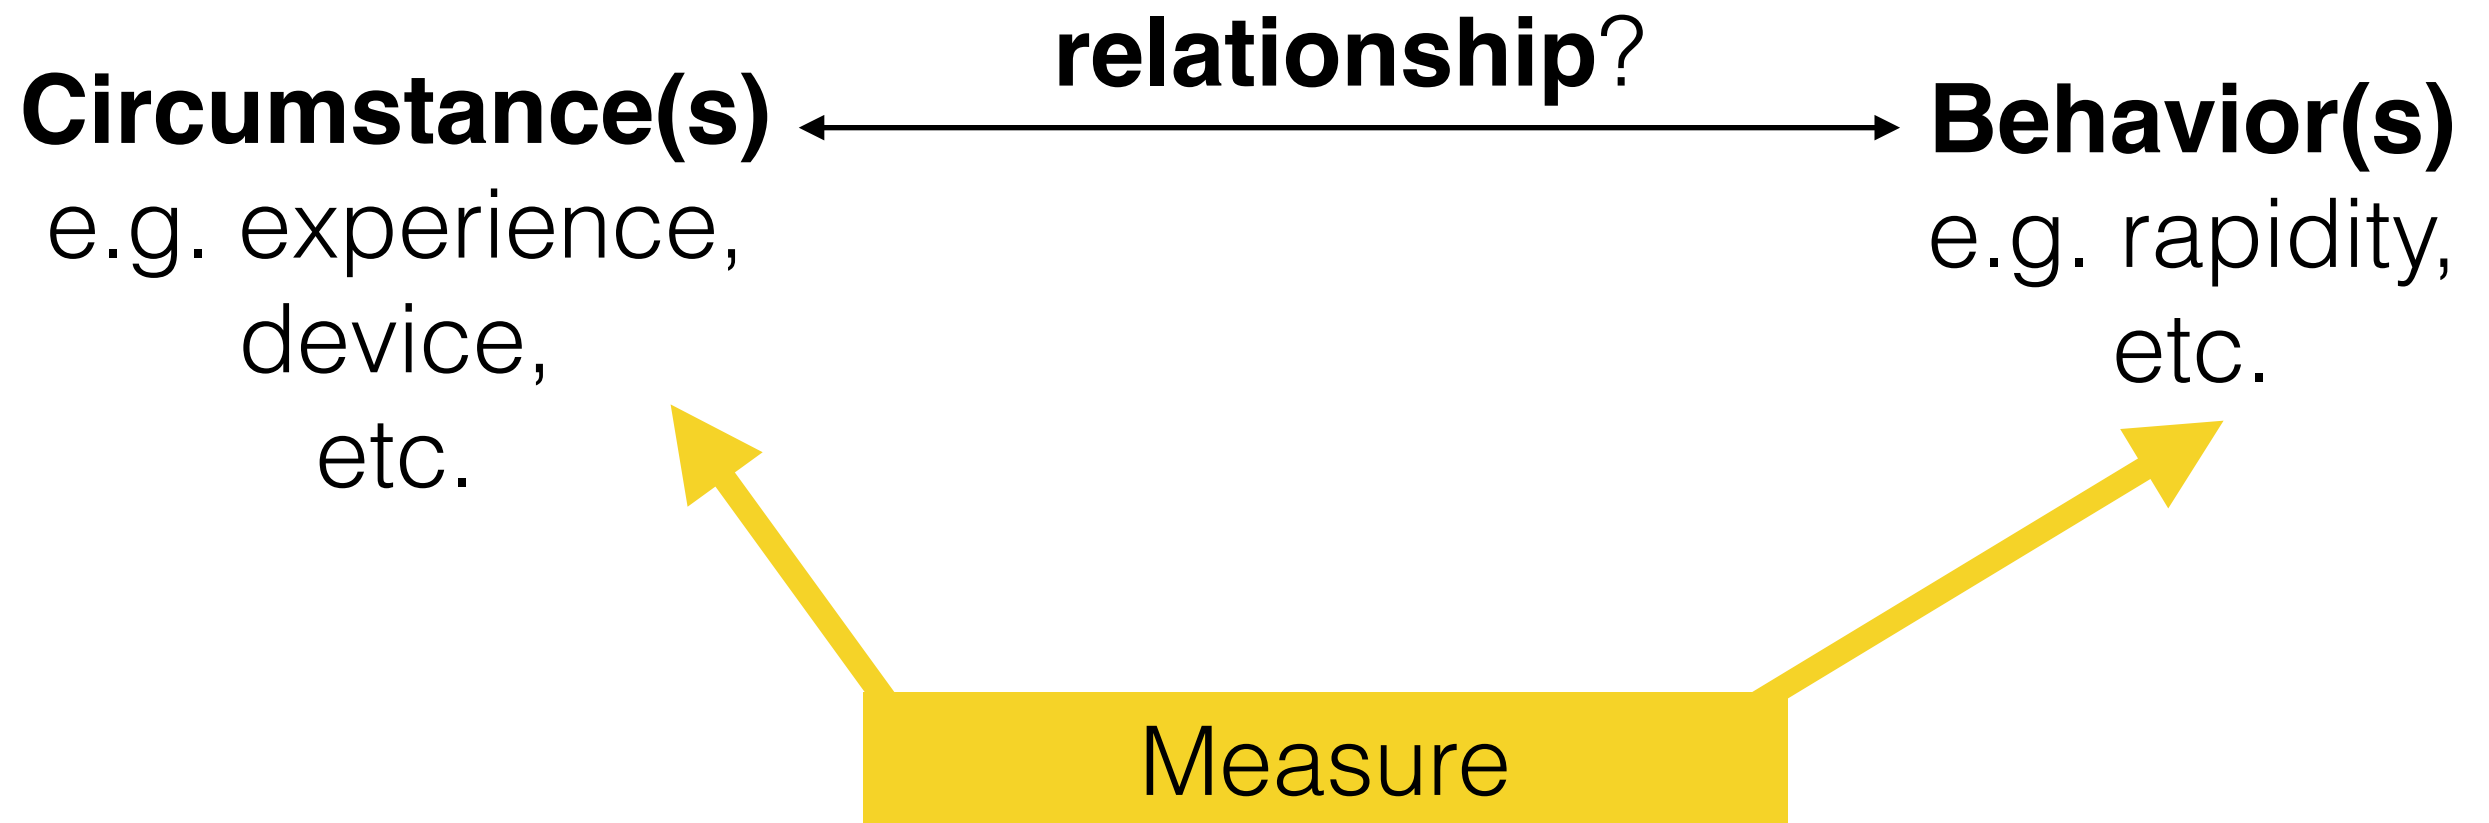 relationship?
Circumstance(s)
e.g. experience,
device,
etc.
Behavior(s)
e.g. rapidity,
etc.
Measure